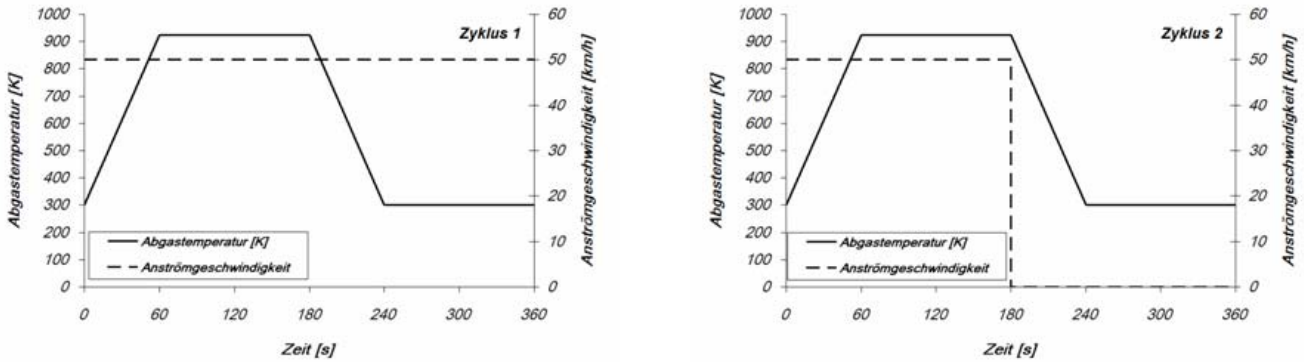 Zyklus 1
Abgastemperatur [K]
1000
900
800
700
600
500
400
300
200
100
0
60
50
40
30
20
10
0
Anströmgeschwindigkeit [km/h]
Abgastemperatur [K]
Anströmgeschwindigkeit
0 60 120 180 240 300 360
Zeit [s]
Zyklus 2
Abgastemperatur [K]
1000
900
800
700
600
500
400
300
200
100
0
60
50
40
30
20
10
0
Anströmgeschwindigkeit [km/h]
Abgastemperatur [K]
Anströmgeschwindigkeit
0 60 120 180 240 300 360
Zeit [s]